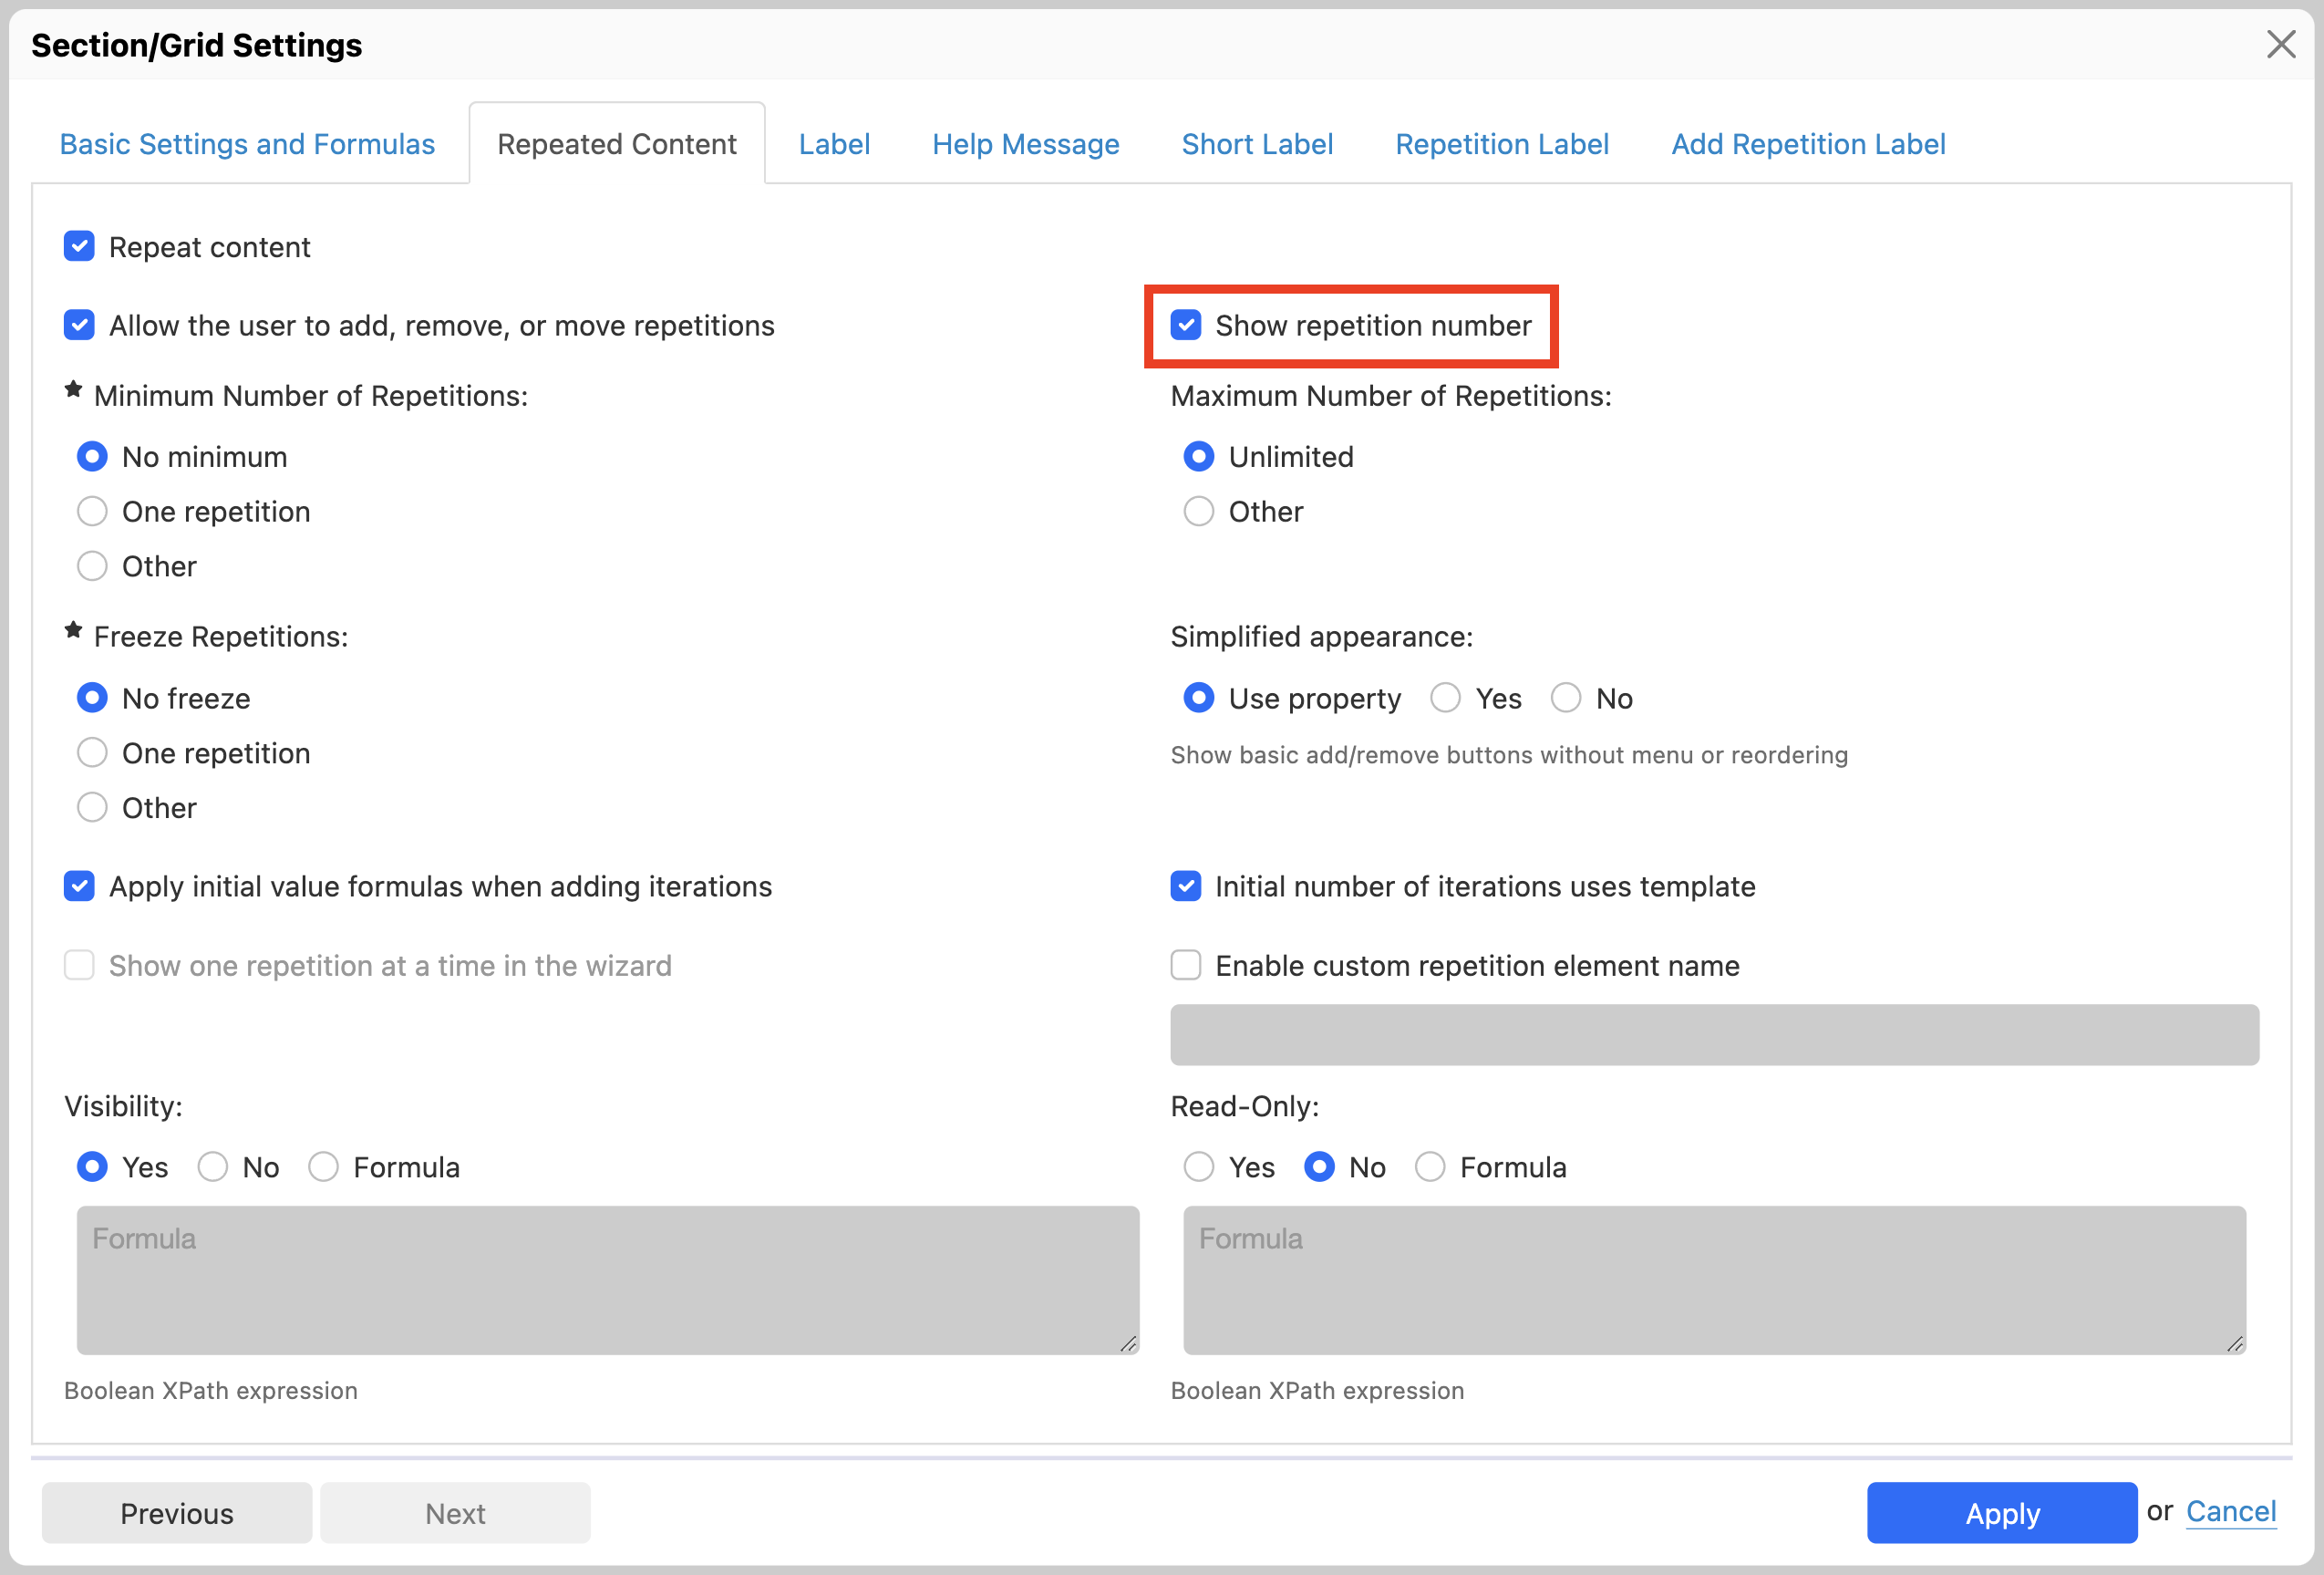 Section/Grid Settings
Basic Settings and Formulas Repeated Content Label Help Message Short Label Repetition Label Add Repetition Label
Repeat content
Allow the user to add, remove, or move repetitions Show repetition number
Minimum Number of Repetitions: Maximum Number of Repetitions:
No minimum Unlimited
One repetition Other
Other
Freeze Repetitions: Simplified appearance:
No freeze Use property Yes No
One repetition Show basic add/remove buttons without menu or reordering
Other
Apply initial value formulas when adding iterations Initial number of iterations uses template
Show one repetition at a time in the wizard Enable custom repetition element name
Visibility: Read-Only:
Yes No Formula Yes No Formula
Formula Formula
Boolean XPath expression Boolean XPath expression
Previous Next Apply or Cancel